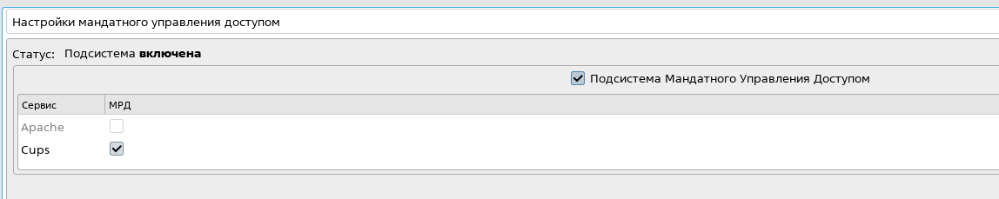 Настройки мандатного управления доступом
Статус: Подсистема включена
Подсистема Мандатного Управления Доступом
Сервис МРД
Apache
Cups